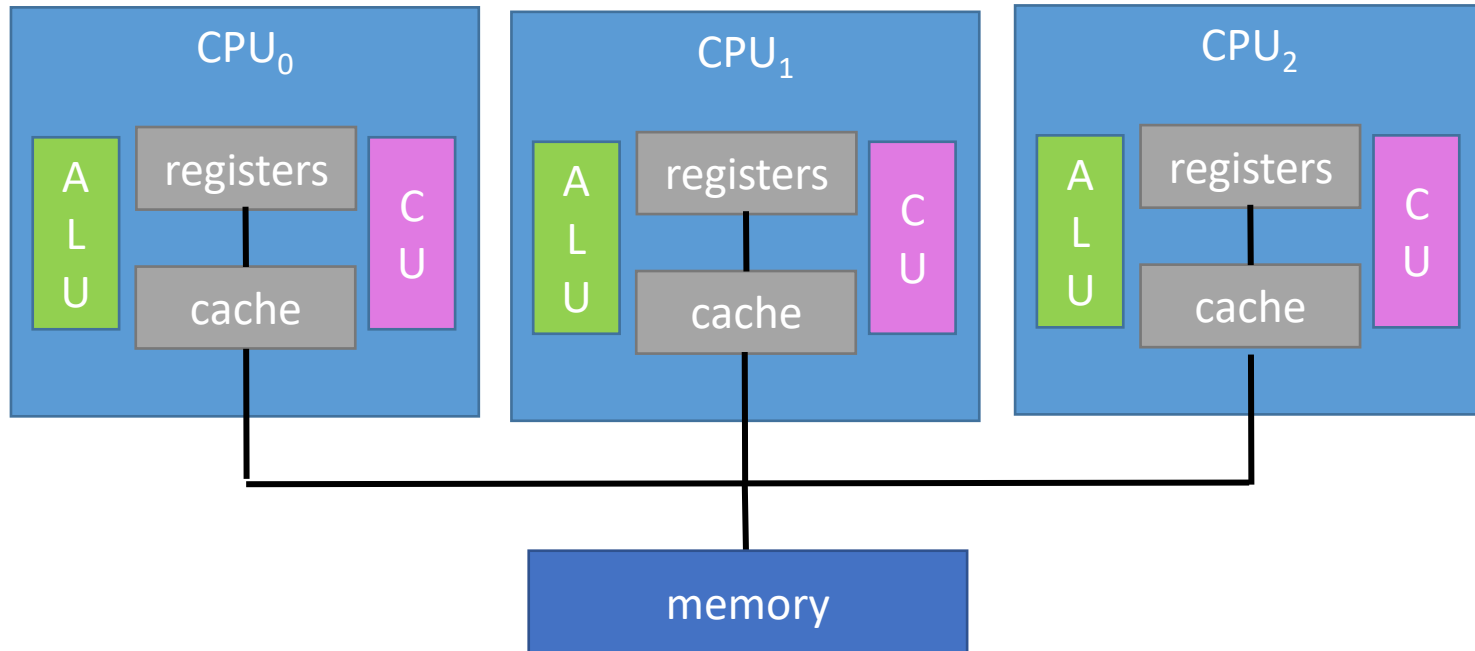 CPU₀
CPU₁
CPU₂
A
L
U
registers
cache
C
U
A
L
U
registers
cache
C
U
A
L
U
registers
cache
C
U
memory